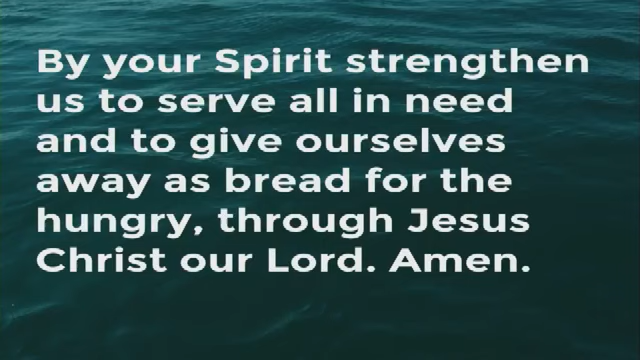 By your Spirit strengthen
us to serve all in need
and to give ourselves
away as bread for the
hungry, through Jesus
Christ our Lord. Amen.